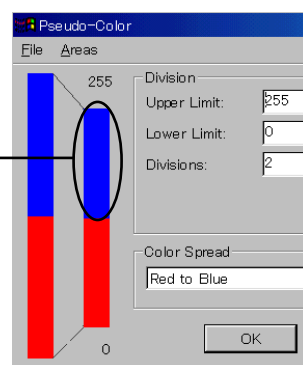 Pseudo-Color
File Areas
255
0
Division
Upper Limit: 255
Lower Limit: 0
Divisions: 2
Color Spread
Red to Blue
OK